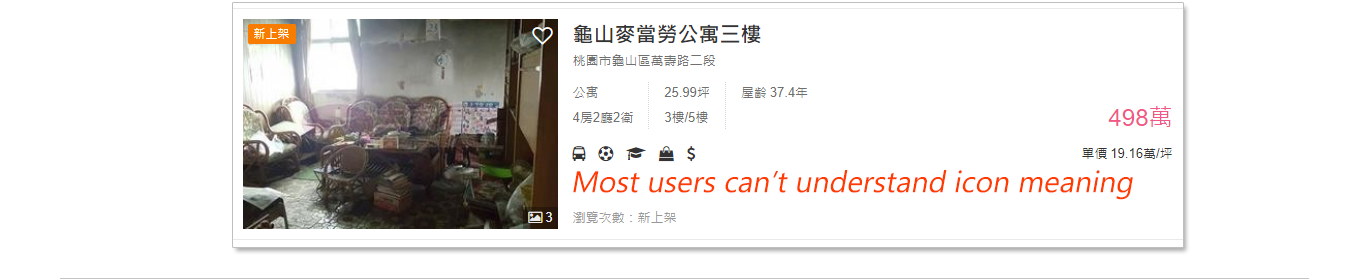 新上架
龜山麥當勞公寓三樓
桃園市龜山區萬壽路二段
公寓
25.99坪
屋齡 37.4年
4房2廳2衛
3樓/5樓
498萬
單價 19.16萬/坪
Most users can't understand icon meaning
瀏覽次數：新上架
3